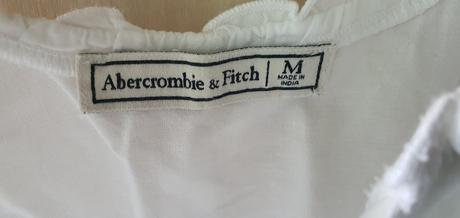 Abercrombie & Fitch | M
MADE IN
INDIA